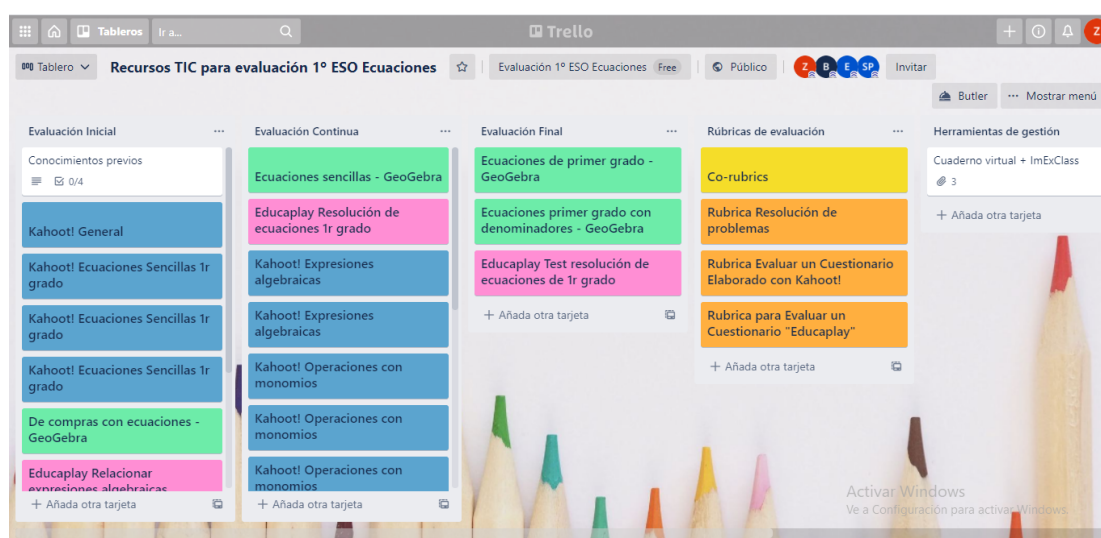 Tableros
Ir a...
Trello
Z
Tablero
Recursos TIC para evaluación 1º ESO Ecuaciones
Evaluación 1º ESO Ecuaciones Free
Público
Z B E SP
Invitar
Butler
Mostrar menú
Evaluación Inicial
Conocimientos previos
0/4
Kahoot! General
Kahoot! Ecuaciones Sencillas 1r
grado
Kahoot! Ecuaciones Sencillas 1r
grado
Kahoot! Ecuaciones Sencillas 1r
grado
De compras con ecuaciones -
GeoGebra
Educaplay Relacionar
expresiones algebraicas
+ Añada otra tarjeta
Evaluación Continua
Ecuaciones sencillas - GeoGebra
Educaplay Resolución de
ecuaciones 1r grado
Kahoot! Expresiones
algebraicas
Kahoot! Expresiones
algebraicas
Kahoot! Operaciones con
monomios
Kahoot! Operaciones con
monomios
Kahoot! Operaciones con
monomios
+ Añada otra tarjeta
Evaluación Final
Ecuaciones de primer grado -
GeoGebra
Ecuaciones primer grado con
denominadores - GeoGebra
Educaplay Test resolución de
ecuaciones de 1r grado
+ Añada otra tarjeta
Rúbricas de evaluación
Co-rubrics
Rubrica Resolución de
problemas
Rubrica Evaluar un Cuestionario
Elaborado con Kahoot!
Rubrica para Evaluar un
Cuestionario "Educaplay"
+ Añada otra tarjeta
Herramientas de gestión
Cuaderno virtual + ImExClass
3
+ Añada otra tarjeta
Activar Windows
Ve a Configuración para activar Windows.